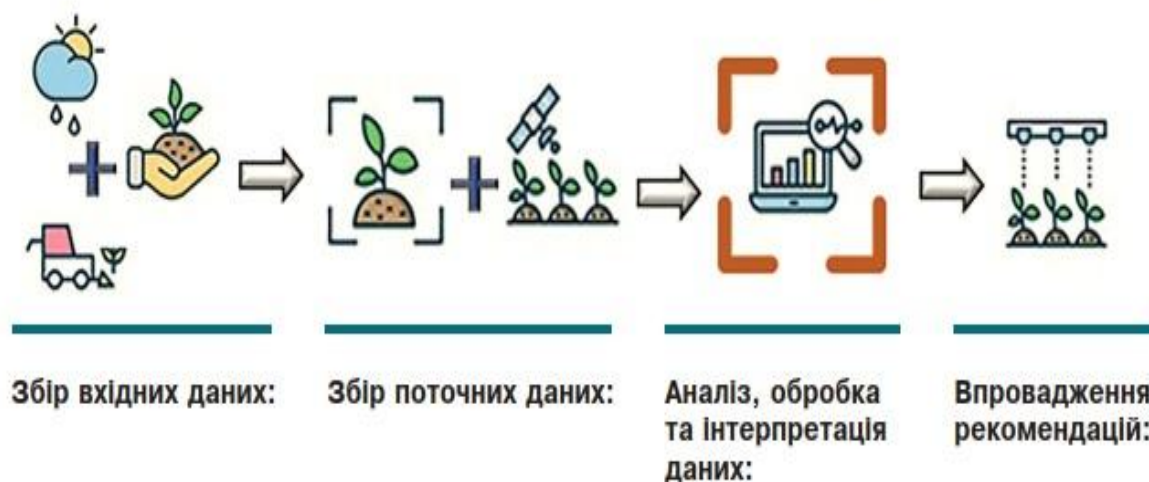 Збір вхідних даних:
Збір поточних даних:
Аналіз, обробка
та інтерпретація
даних:
Впровадження
рекомендацій: